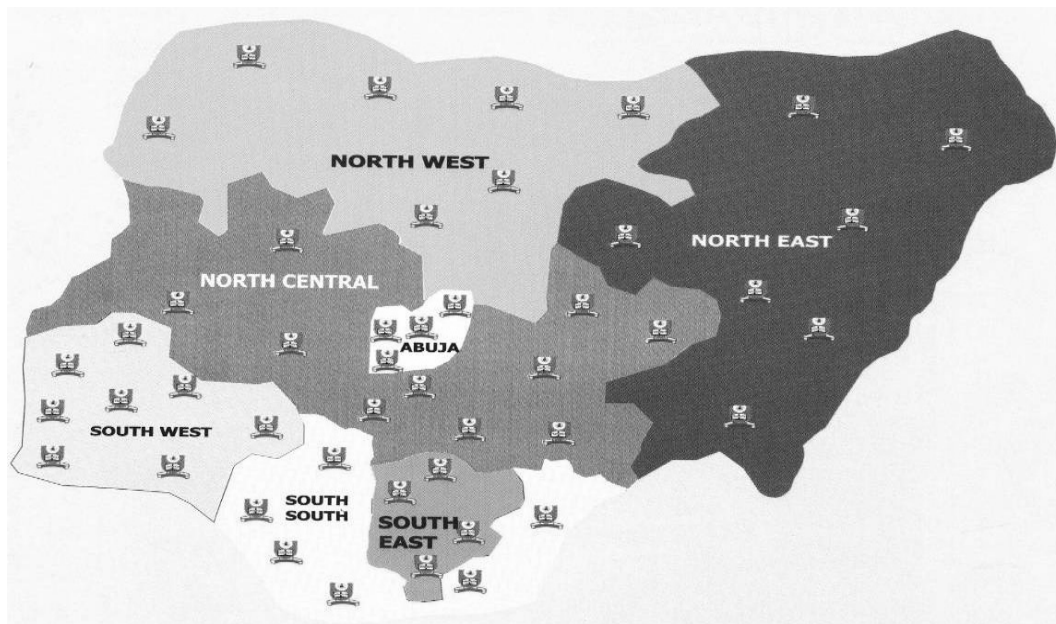 NORTH WEST
NORTH EAST
NORTH CENTRAL
ABUJA
SOUTH WEST
SOUTH
SOUTH
SOUTH
EAST